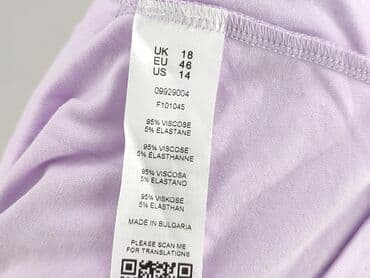 UK 18
EU 46
US 14
09929004
F101045
95% VISCOSE
5% ELASTANE
95% VISCOSE
5% ÉLASTHANNE
95% VISCOSA
5% ELASTANO
95% VISKOSE
5% ELASTHAN
MADE IN BULGARIA
PLEASE SCAN ME
FOR TRANSLATIONS